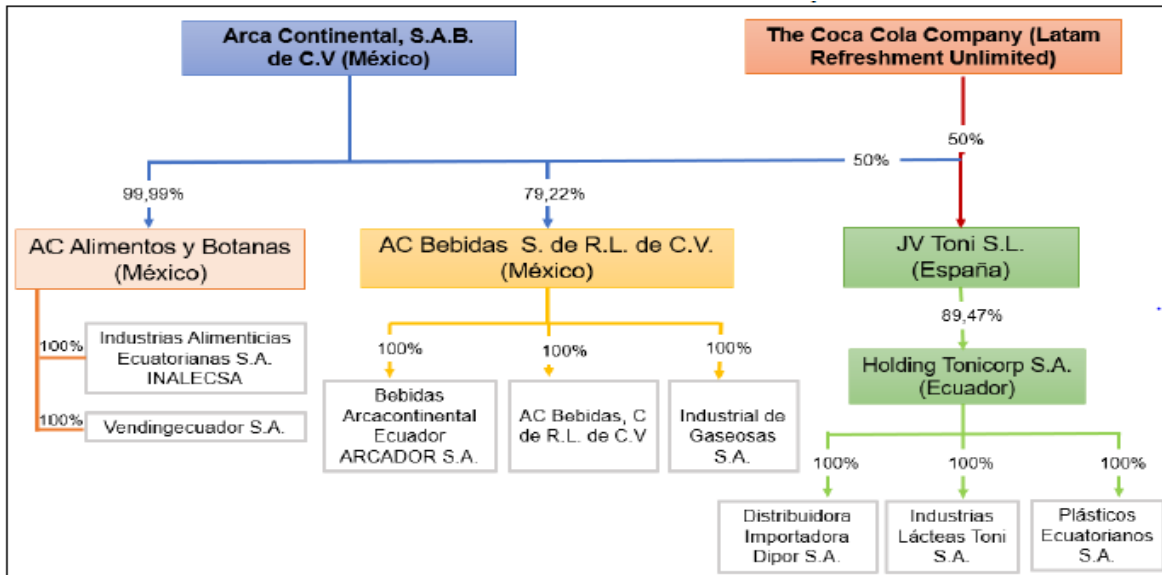 Arca Continental, S.A.B.
de C.V (México)
The Coca Cola Company (Latam
Refreshment Unlimited)
50%
50%
99,99%
79,22%
AC Alimentos y Botanas
(México)
AC Bebidas S. de R.L. de C.V.
(México)
JV Toni S.L.
(España)
89,47%
100%
Industrias Alimenticias
Ecuatorianas S.A.
INALECSA
100%
Vendingecuador S.A.
100%
100%
100%
Bebidas
Arcacontinental
Ecuador
ARCADOR S.A.
AC Bebidas, C
de R.L. de C.V
Industrial de
Gaseosas
S.A.
Holding Tonicorp S.A.
(Ecuador)
100%
100%
100%
Distribuidora
Importadora
Dipor S.A.
Industrias
Lácteas Toni
S.A.
Plásticos
Ecuatorianos
S.A.